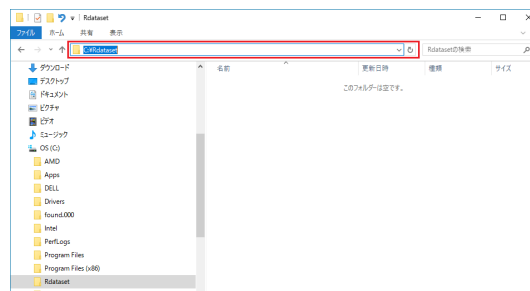 Rdataset
ファイル ホーム 共有 表示
C:¥Rdataset
Rdatasetの検索
ダウンロード
デスクトップ
ドキュメント
ピクチャ
ビデオ
ミュージック
OS (C:)
AMD
Apps
DELL
Drivers
found.000
Intel
PerfLogs
Program Files
Program Files (x86)
Rdataset
名前 更新日時 種類 サイズ
このフォルダーは空です。